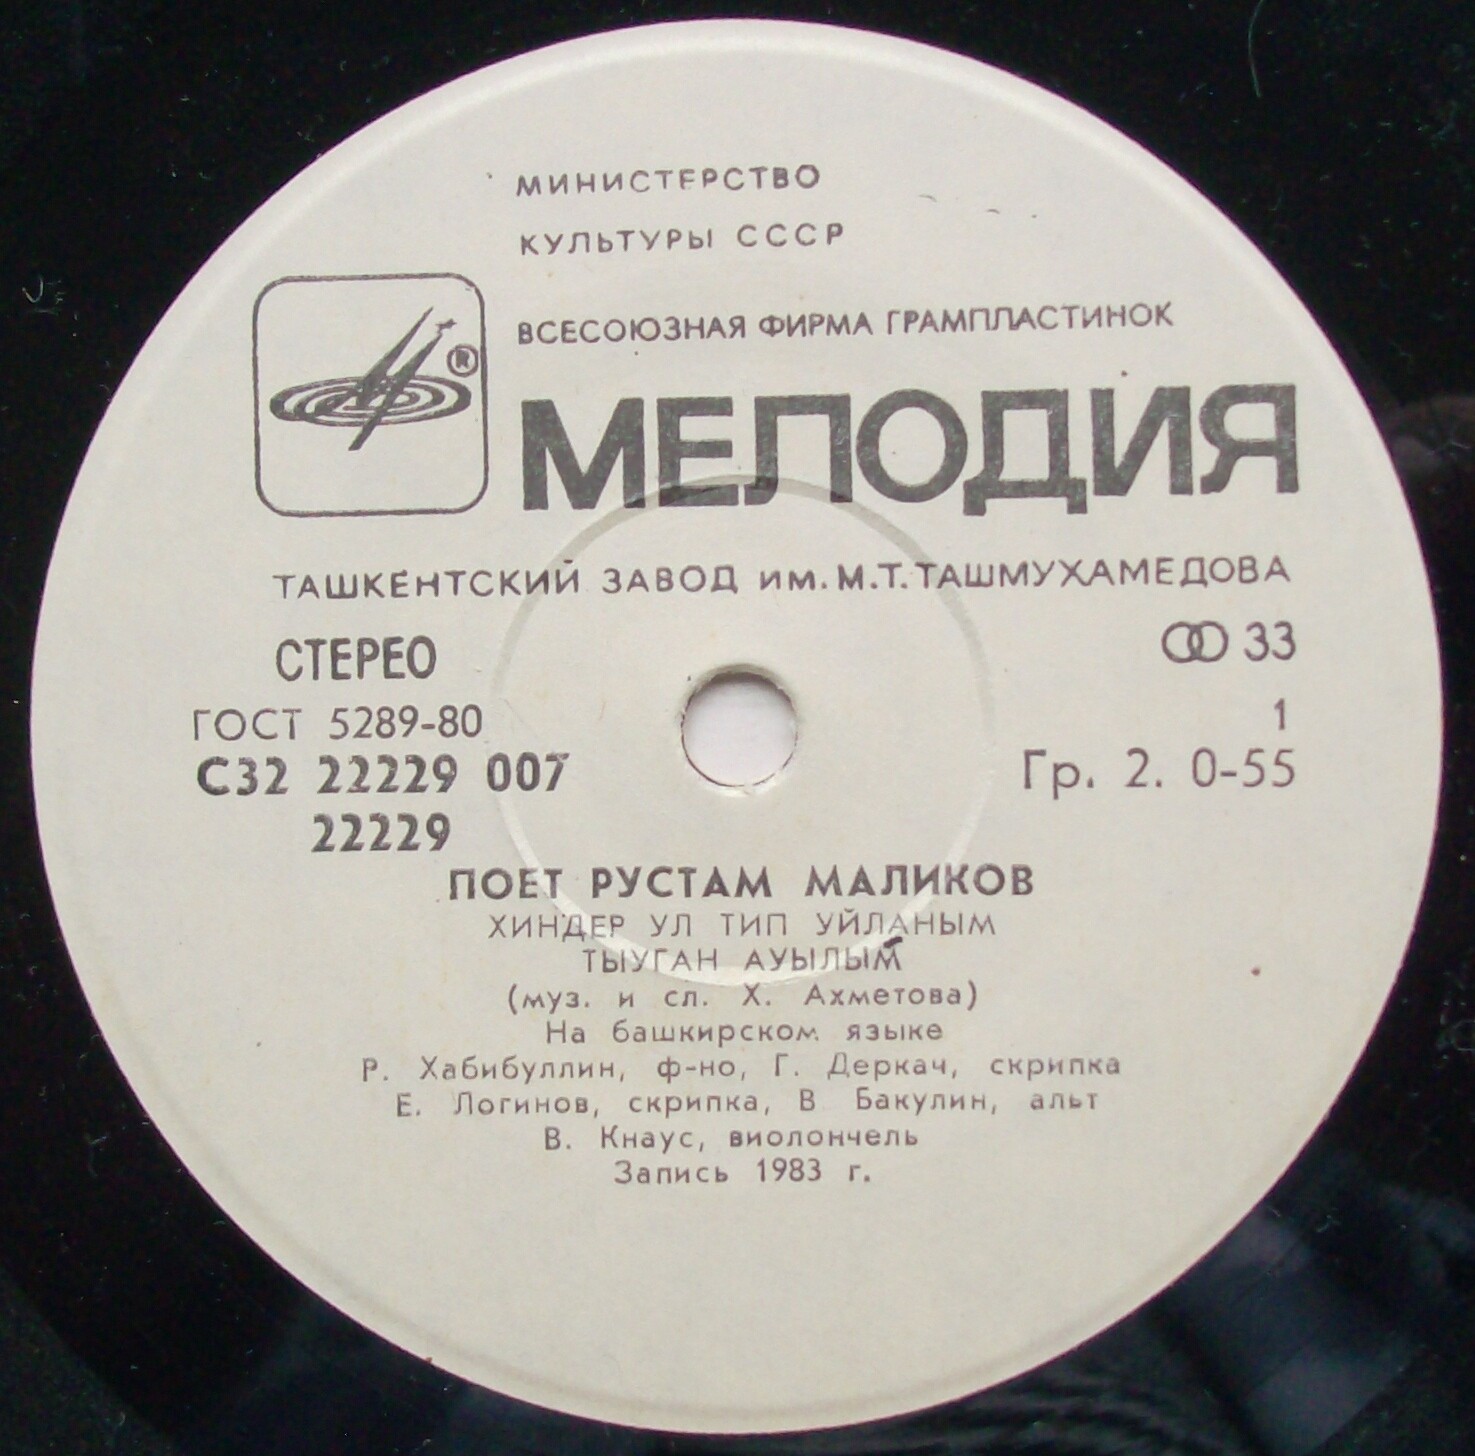 МИНИСТЕРСТВО
КУЛЬТУРЫ СССР
ВСЕСОЮЗНАЯ ФИРМА ГРАМПЛАСТИНОК
®
МЕЛОДИЯ
ТАШКЕНТСКИЙ ЗАВОД им. М.Т. ТАШМУХАМЕДОВА
СТЕРЕО 33
ГОСТ 5289-80 1
С32 22229 007 Гр. 2. 0-55
22229
ПОЕТ РУСТАМ МАЛИКОВ
ХИНДЕР УЛ ТИП УЙЛАНЫМ
ТЫУГАН АУЫЛЫМ
(муз. и сл. Х. Ахметова)
На башкирском языке
Р. Хабибуллин, ф-но, Г. Деркач, скрипка
Е. Логинов, скрипка, В Бакулин, альт
В. Кнаус, виолончель
Запись 1983 г.